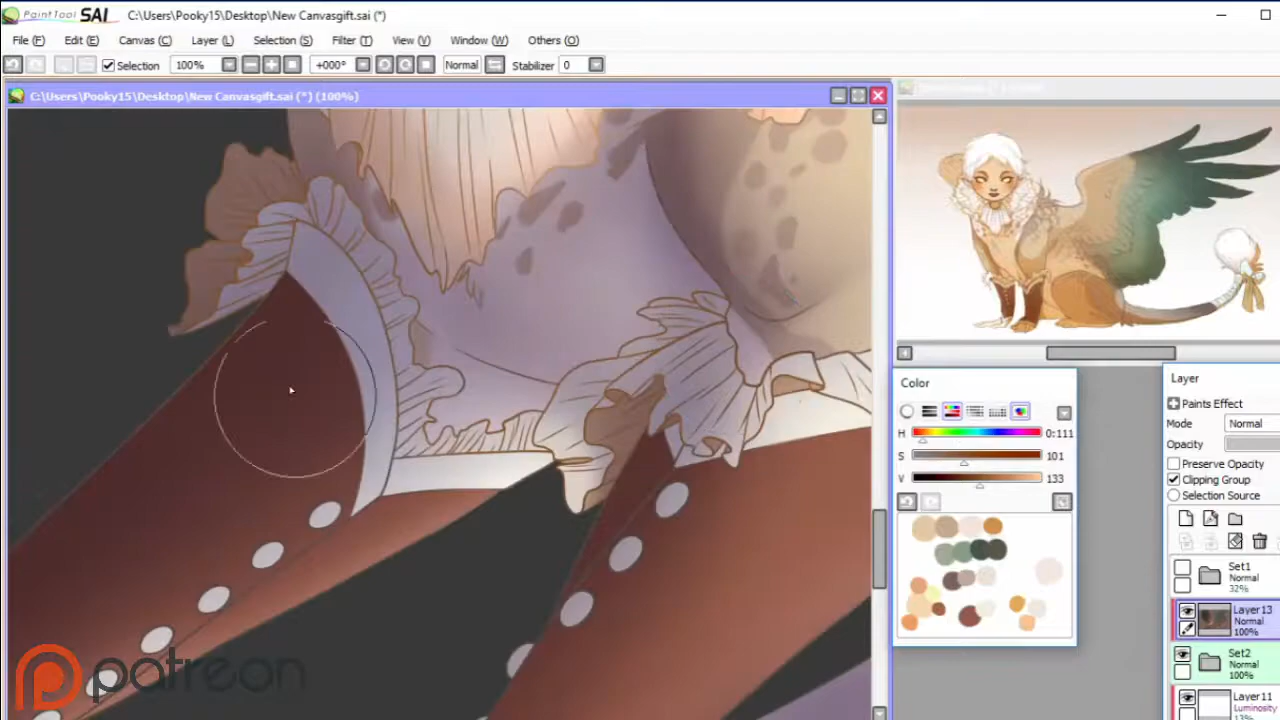 PaintTool SAI C:\Users\Pooky15\Desktop\New Canvasgift.sai (*)
File (F) Edit (E) Canvas (C) Layer (L) Selection (S) Filter (T) View (V) Window (W) Others (O)
Selection 100% +000° Normal Stabilizer 0
C:\Users\Pooky15\Desktop\New Canvasgift.sai (*) (100%)
Color
H 0:111
S 101
V 133
Layer
Paints Effect
Mode Normal
Opacity
Preserve Opacity
Clipping Group
Selection Source
Set1
Normal
32%
Layer13
Normal
100%
Set2
Normal
100%
Layer11
Luminosity
13%
patreon